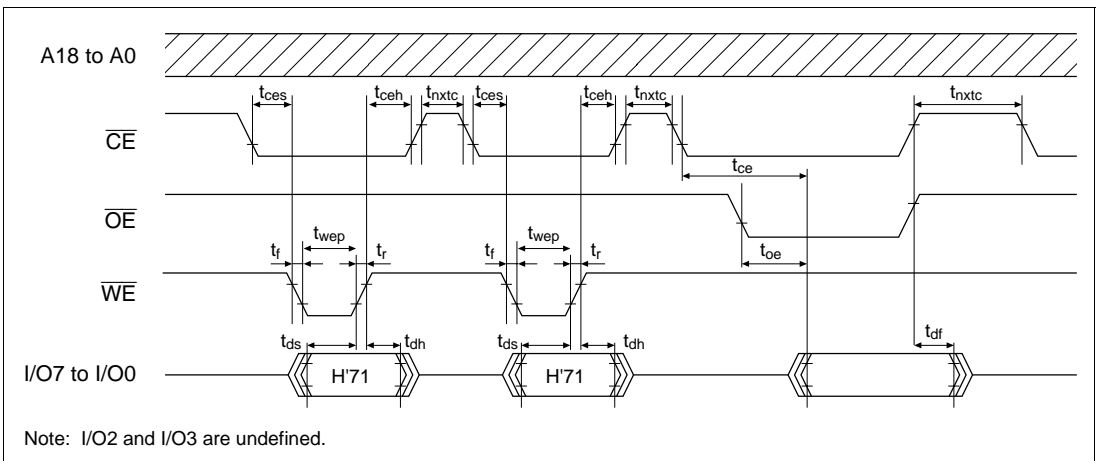 A18 to A0
tces tceh tnxtc tces tceh tnxtc tnxtc
CE
tce
OE
twep twep
tf tr tf tr toe
WE
tds tdh tds tdh tdf
I/O7 to I/O0 H'71 H'71
Note: I/O2 and I/O3 are undefined.